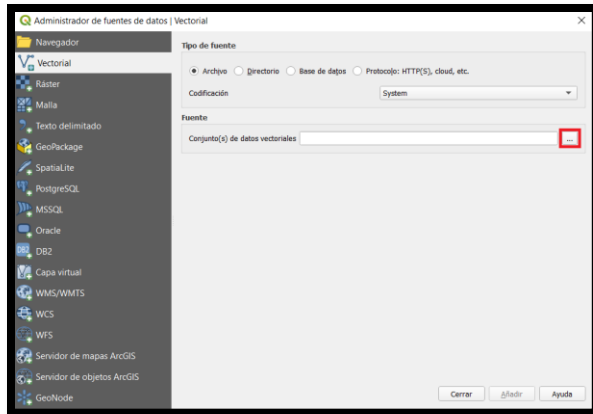 Administrador de fuentes de datos | Vectorial
Navegador
Vectorial
Ráster
Malla
Texto delimitado
GeoPackage
SpatiaLite
PostgreSQL
MSSQL
Oracle
DB2
DB2
Capa virtual
WMS/WMTS
WCS
WFS
Servidor de mapas ArcGIS
Servidor de objetos ArcGIS
GeoNode
Tipo de fuente
Archivo Directorio Base de datos Protocolo: HTTP(S), cloud, etc.
Codificación System
Fuente
Conjunto(s) de datos vectoriales ...
Cerrar Añadir Ayuda